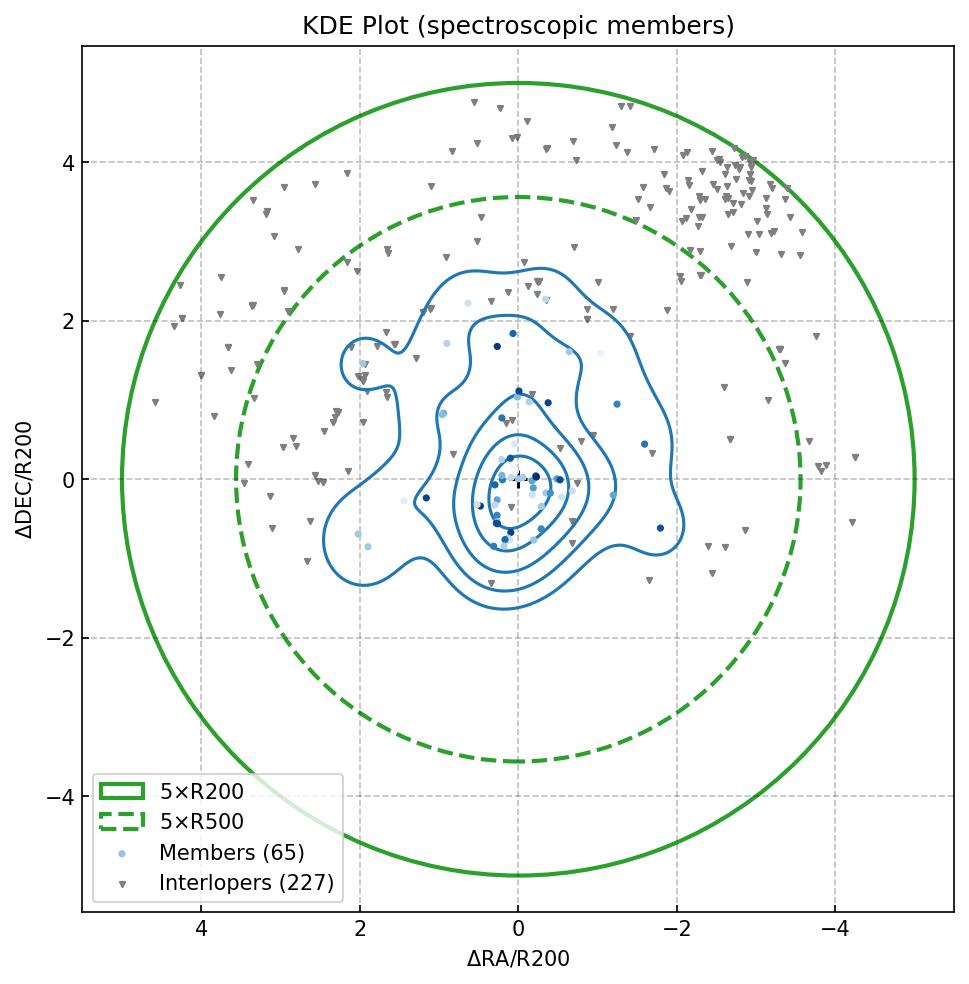 KDE Plot (spectroscopic members)
ΔDEC/R200
4
2
0
−2
−4
5×R200
5×R500
Members (65)
Interlopers (227)
4
2
0
−2
−4
ΔRA/R200